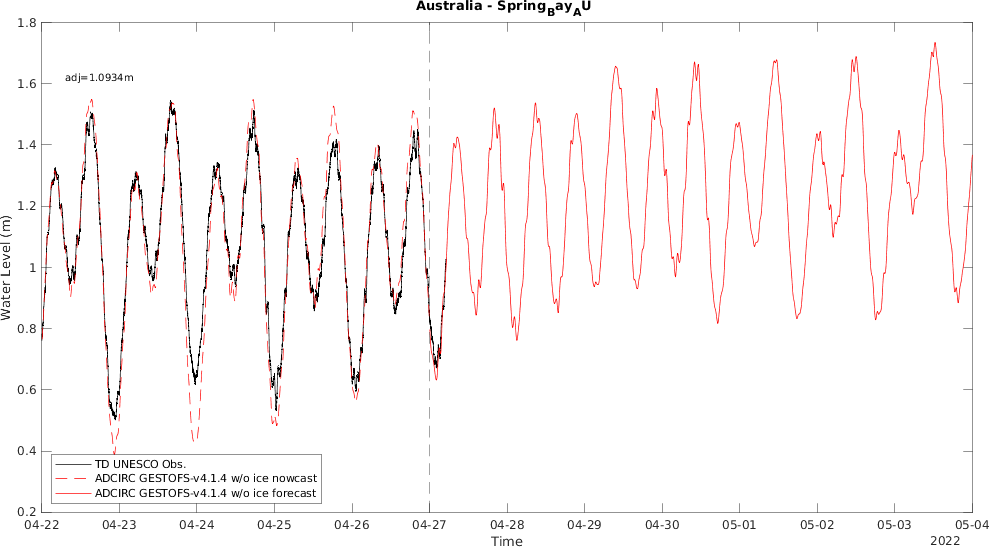 Australia - Spring_Bay_AU
adj=1.0934m
Water Level (m)
1.8
1.6
1.4
1.2
1
0.8
0.6
0.4
0.2
TD UNESCO Obs.
ADCIRC GESTOFS-v4.1.4 w/o ice nowcast
ADCIRC GESTOFS-v4.1.4 w/o ice forecast
04-22 04-23 04-24 04-25 04-26 04-27 04-28 04-29 04-30 05-01 05-02 05-03 05-04
Time
2022